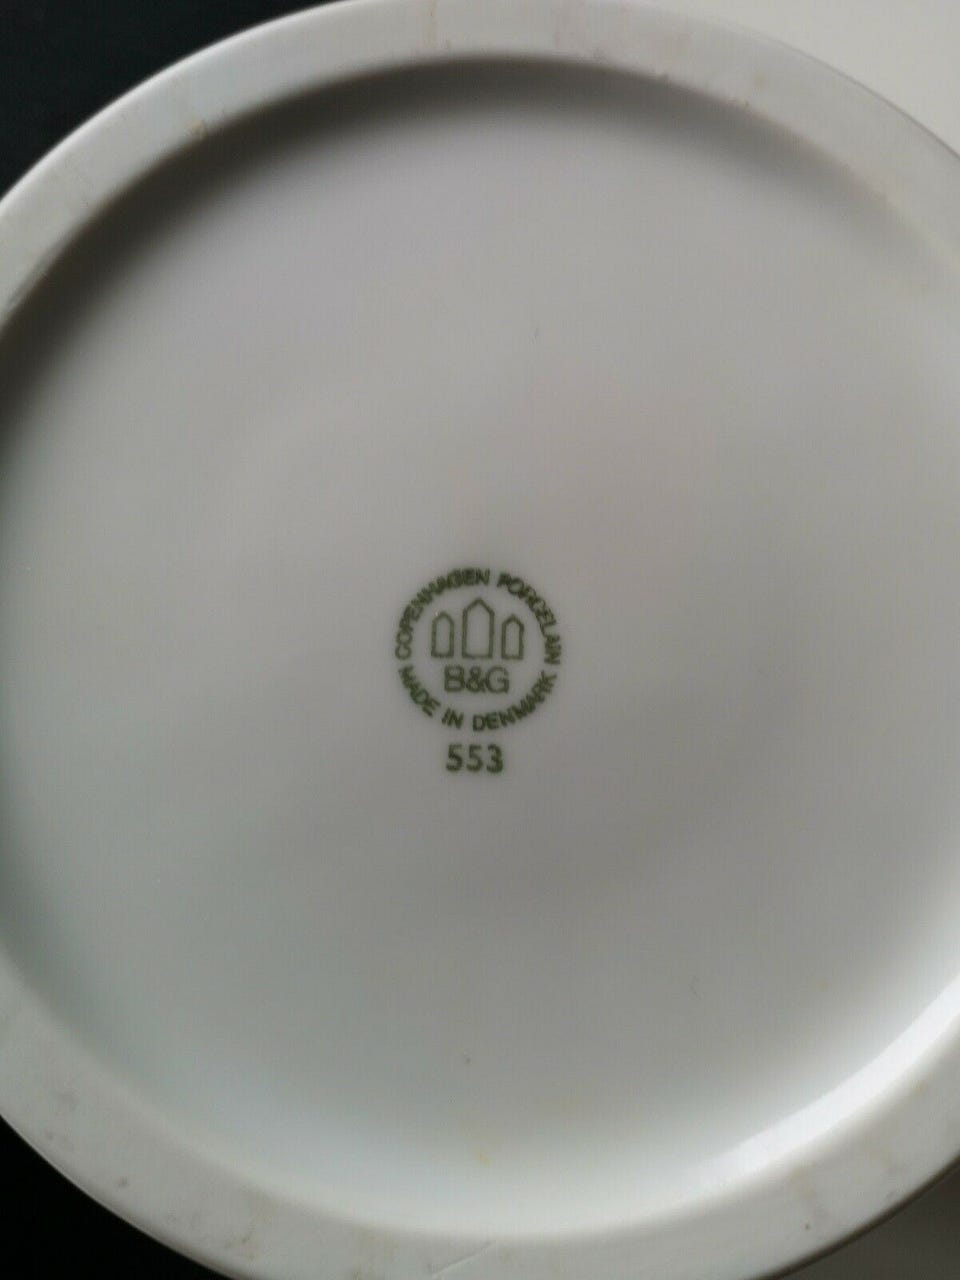 COPENHAGEN PORCELAIN
B&G
MADE IN DENMARK
553